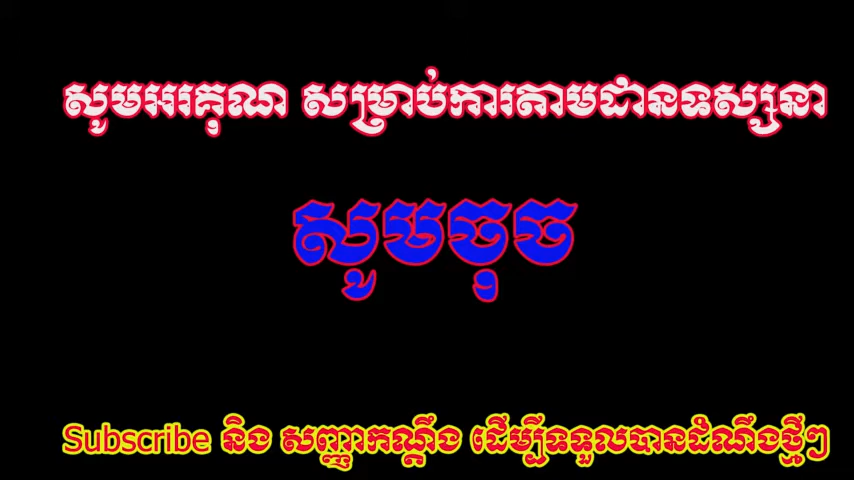 សូមអរគុណ សម្រាប់ការតាមដានទស្សនា
សូមចុច
Subscribe និង សញ្ញាកណ្ដឹង ដើម្បីទទួលបានដំណឹងថ្មីៗ